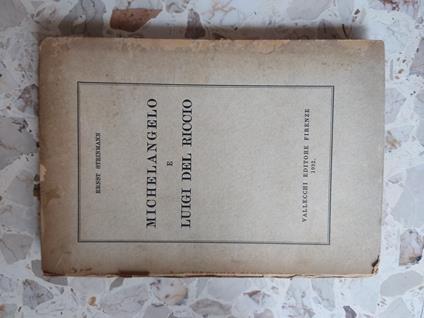 ERNST STEINMANN
MICHELANGELO
E
LUIGI DEL RICCIO
VALLECCHI EDITORE FIRENZE
1932.